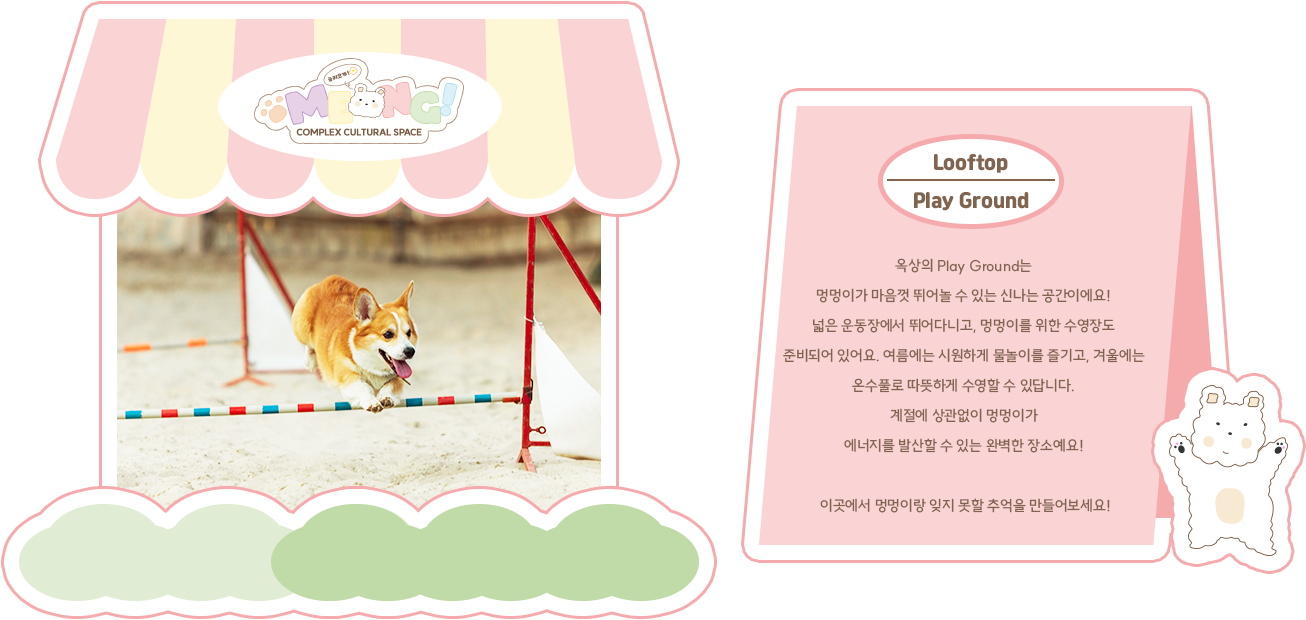 MEONG!
COMPLEX CULTURAL SPACE
Looftop
Play Ground
옥상의 Play Ground는
멍멍이가 마음껏 뛰어놀 수 있는 신나는 공간이에요!
넓은 운동장에서 뛰어다니고, 멍멍이를 위한 수영장도
준비되어 있어요. 여름에는 시원하게 물놀이를 즐기고, 겨울에는
온수풀로 따뜻하게 수영할 수 있답니다.
계절에 상관없이 멍멍이가
에너지를 발산할 수 있는 완벽한 장소예요!
이곳에서 멍멍이랑 잊지 못할 추억을 만들어보세요!